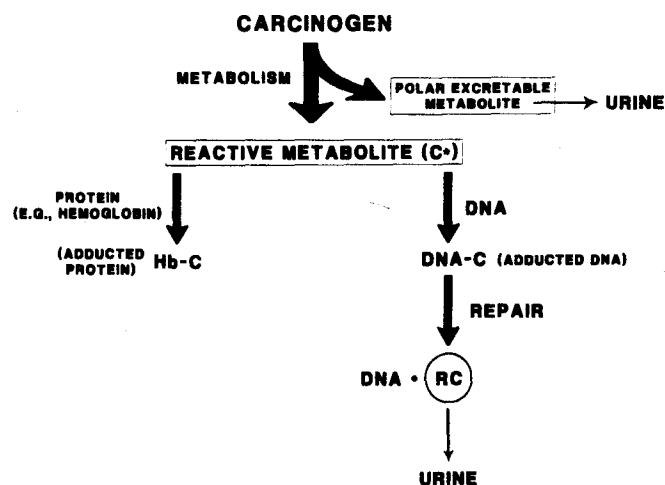 CARCINOGEN
METABOLISM
POLAR EXCRETABLE
METABOLITE
URINE
REACTIVE METABOLITE (C•)
PROTEIN
(E.G., HEMOGLOBIN)
DNA
(ADDUCTED
PROTEIN) Hb-C
DNA-C (ADDUCTED DNA)
REPAIR
DNA • RC
URINE